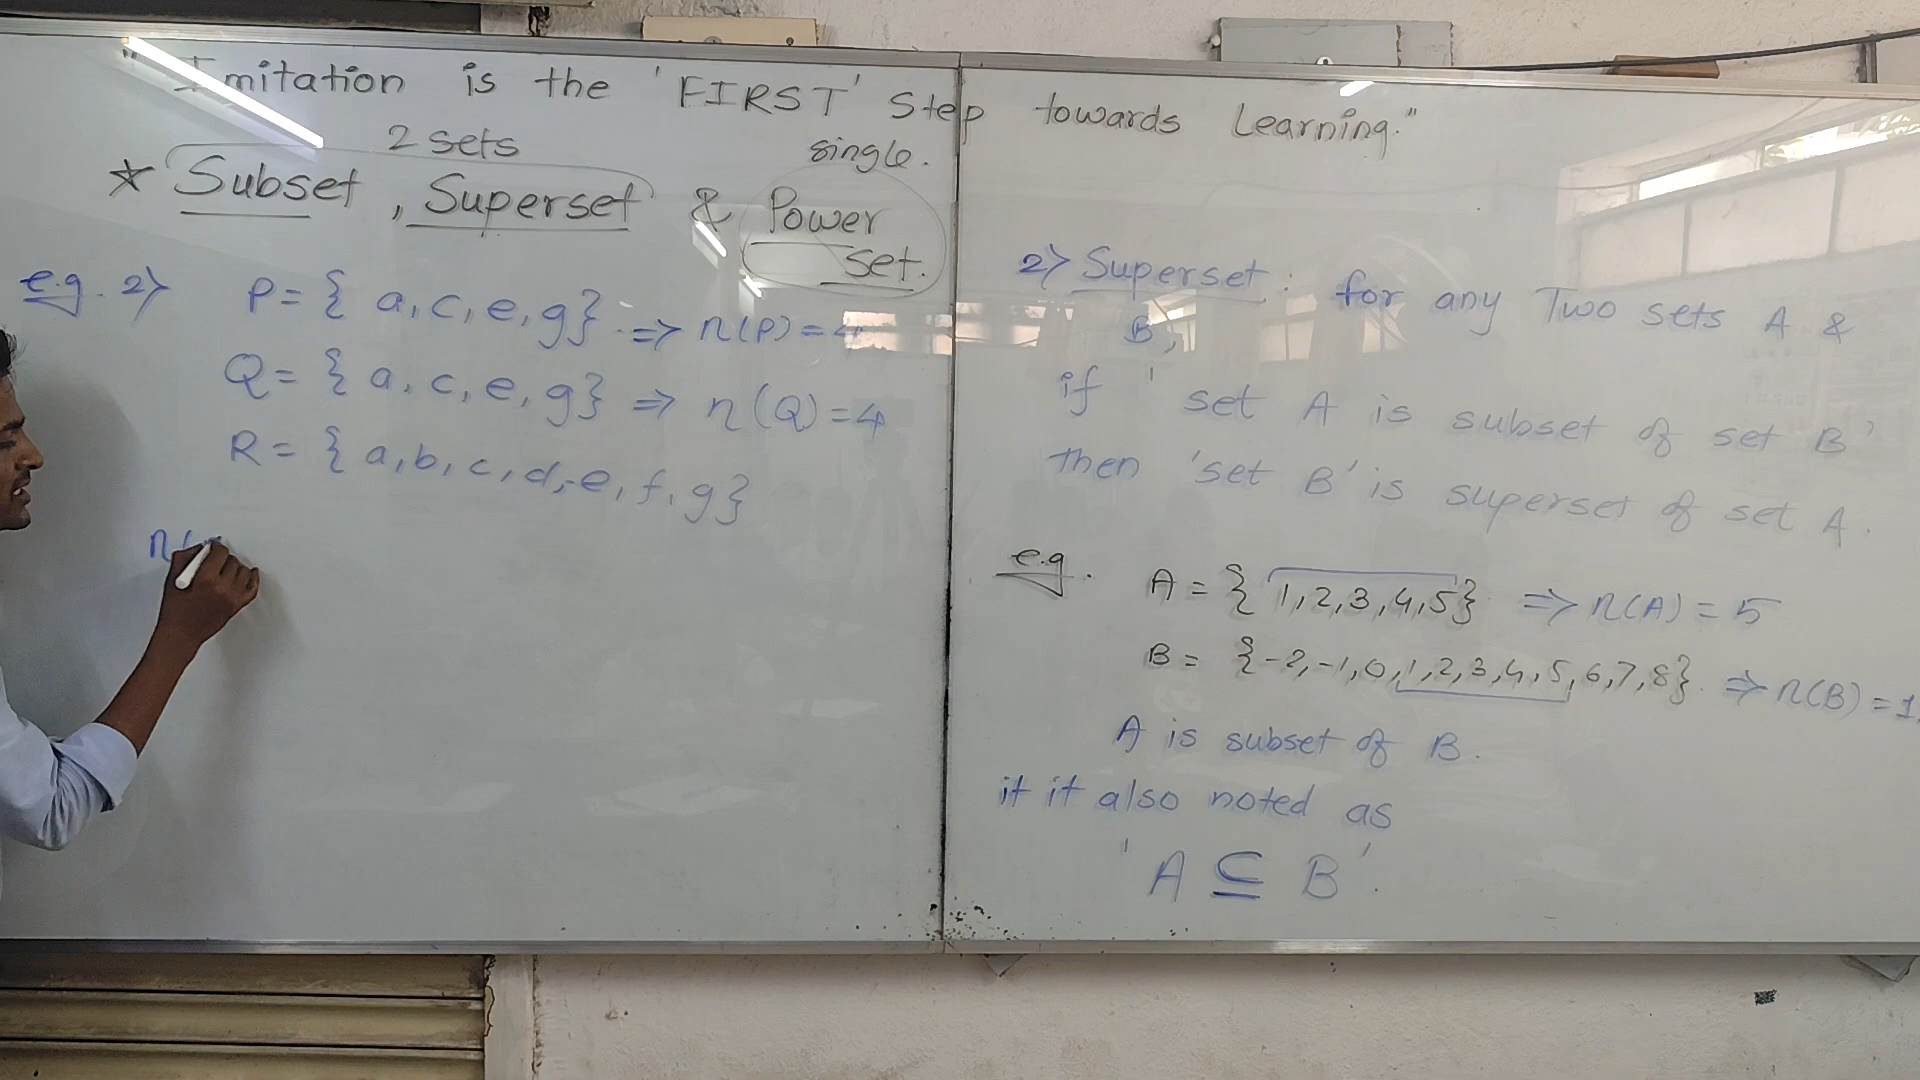 " Imitation is the 'FIRST' Step towards Learning."
2 sets single.
* Subset, Superset & Power set.
e.g. 2) P = { a, c, e, g} => n(P) = 4
Q = { a, c, e, g} => n(Q) = 4
R = { a, b, c, d, e, f, g}
n(
2) Superset : for any Two sets A &
B,
if ' set A is subset of set B'
then 'set B' is superset of set A.
e.g. A = { 1,2,3,4,5} => n(A) = 5
B = {-2,-1,0,1,2,3,4,5,6,7,8} => n(B) = 1
A is subset of B.
it it also noted as
'A ⊆ B'.